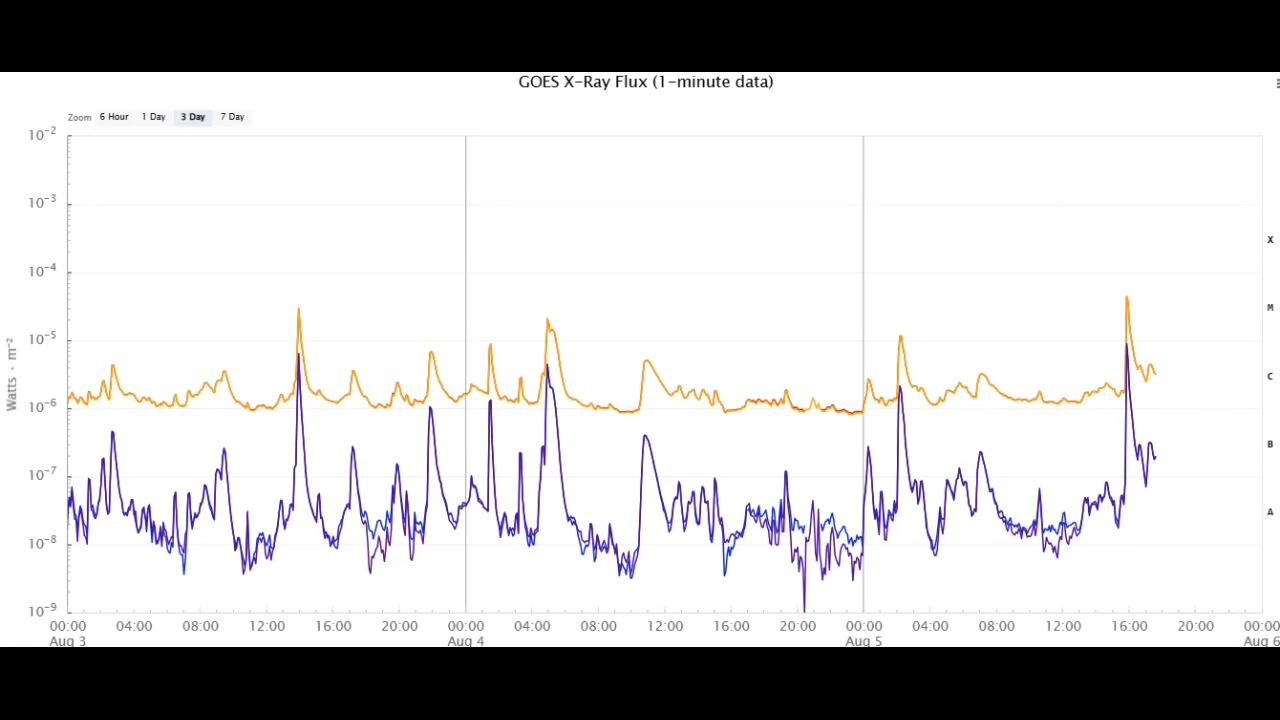 GOES X-Ray Flux (1-minute data)
Zoom 6 Hour 1 Day 3 Day 7 Day
10⁻²
10⁻³
10⁻⁴
10⁻⁵
10⁻⁶
10⁻⁷
10⁻⁸
10⁻⁹
Watts · m⁻²
X
M
C
B
A
00:00 04:00 08:00 12:00 16:00 20:00 00:00 04:00 08:00 12:00 16:00 20:00 00:00 04:00 08:00 12:00 16:00 20:00 00:00
Aug 3 Aug 4 Aug 5 Aug 6